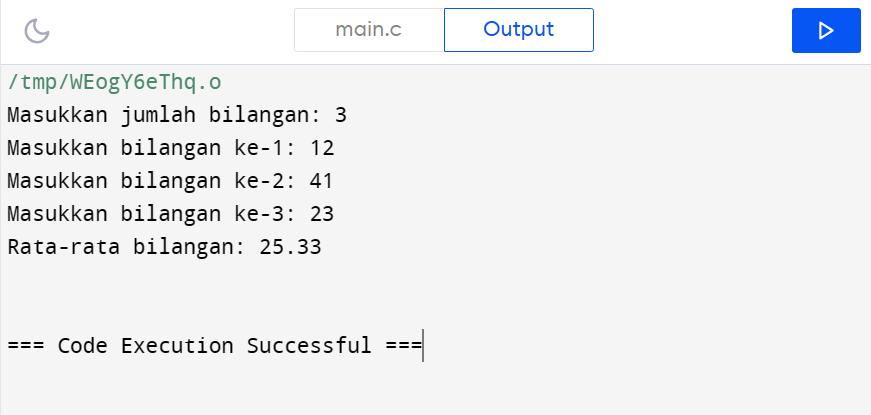 main.c
Output
/tmp/WEogY6eThq.o
Masukkan jumlah bilangan: 3
Masukkan bilangan ke-1: 12
Masukkan bilangan ke-2: 41
Masukkan bilangan ke-3: 23
Rata-rata bilangan: 25.33
=== Code Execution Successful ===